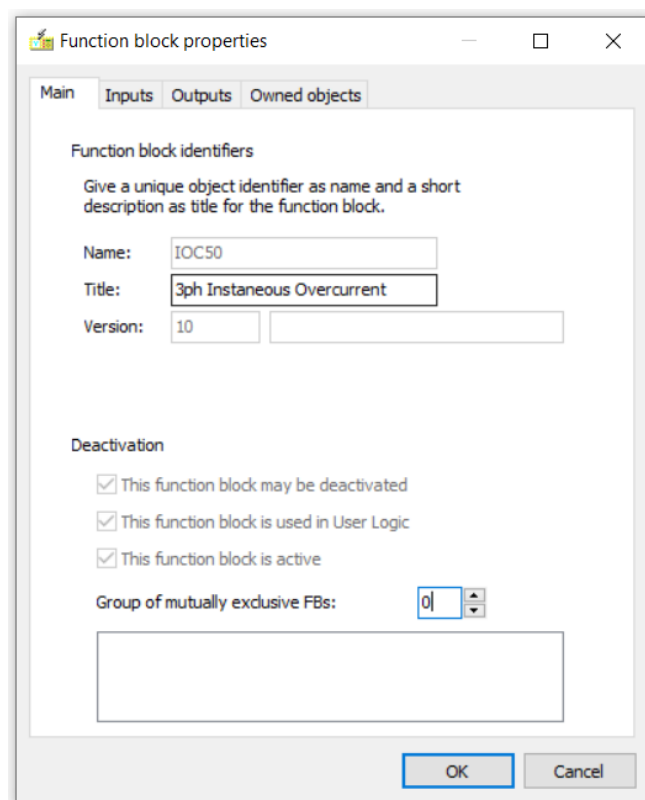 Function block properties
Main Inputs Outputs Owned objects
Function block identifiers
Give a unique object identifier as name and a short
description as title for the function block.
Name: IOC50
Title: 3ph Instaneous Overcurrent
Version: 10
Deactivation
This function block may be deactivated
This function block is used in User Logic
This function block is active
Group of mutually exclusive FBs: 0
OK Cancel